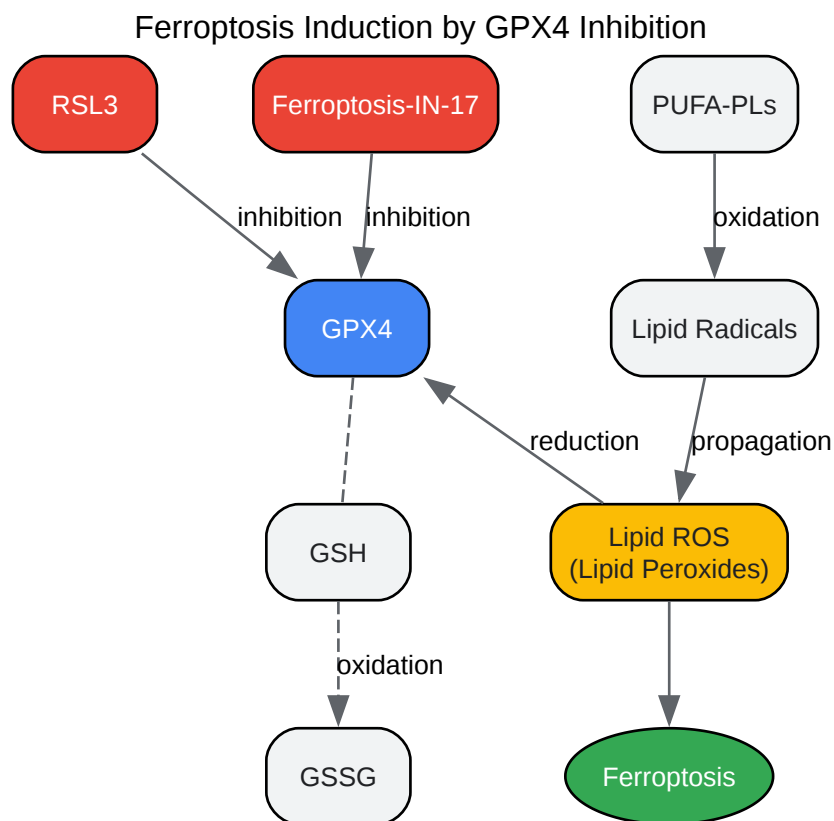 Ferroptosis Induction by GPX4 Inhibition
RSL3
Ferroptosis-IN-17
PUFA-PLs
inhibition
inhibition
oxidation
GPX4
Lipid Radicals
reduction
propagation
GSH
Lipid ROS
(Lipid Peroxides)
oxidation
GSSG
Ferroptosis